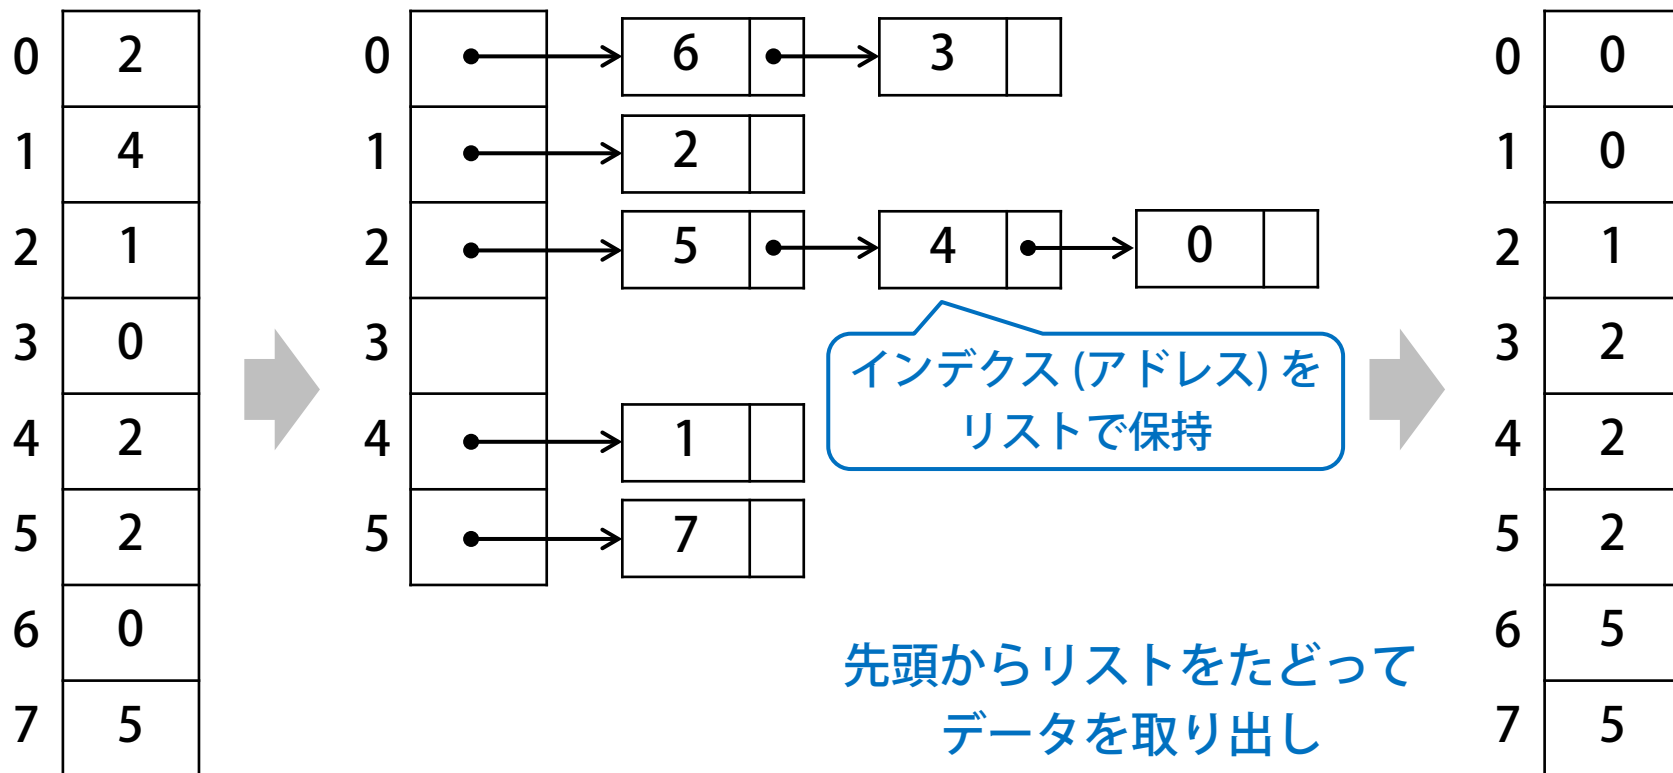 0 2 0 6 3 0 0
1 4 1 2 1 0
2 1 2 5 4 0 2 1
3 0 3 3 2
インデクス (アドレス) を
リストで保持
4 2 4 1 4 2
5 2 5 7 5 2
6 0 6 5
先頭からリストをたどって
データを取り出し
7 5 7 5